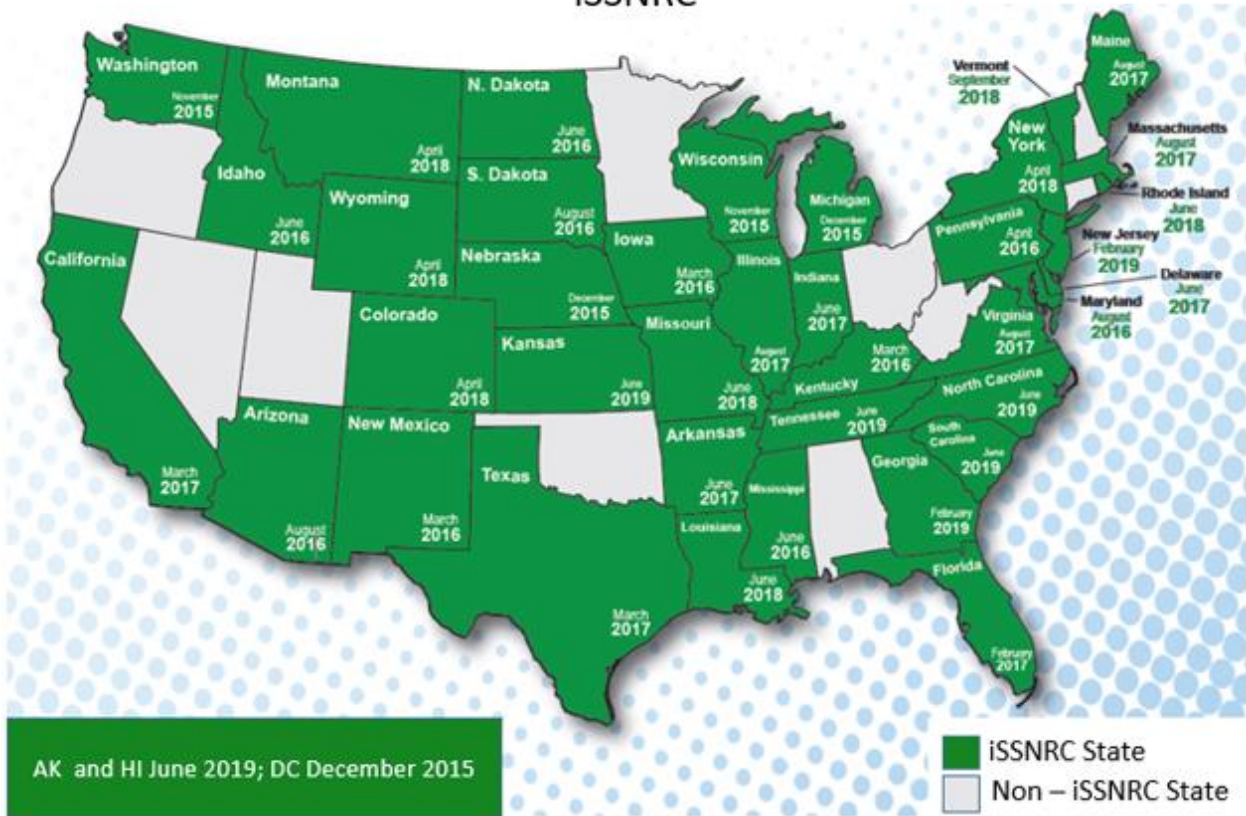 iSSNRC
Washington
November
2015
Montana
April
2018
N. Dakota
June
2016
Idaho
June
2016
Wyoming
April
2018
S. Dakota
August
2016
Wisconsin
November
2015
Michigan
December
2015
Maine
August
2017
Vermont
September
2018
New
York
April
2018
Massachusetts
August
2017
Rhode Island
June
2018
Pennsylvania
April
2016
New Jersey
February
2019
Delaware
June
2017
Maryland
August
2016
California
March
2017
Nebraska
December
2015
Iowa
March
2016
Illinois
August
2017
Indiana
June
2017
Virginia
August
2017
Colorado
April
2018
Kansas
June
2019
Missouri
June
2018
Kentucky
March
2016
North Carolina
June
2019
Tennessee
June
2019
South
Carolina
June
2019
Arizona
August
2016
New Mexico
March
2016
Texas
March
2017
Arkansas
June
2017
Louisiana
June
2018
Mississippi
June
2016
Georgia
February
2019
Florida
February
2017
AK and HI June 2019; DC December 2015
iSSNRC State
Non – iSSNRC State